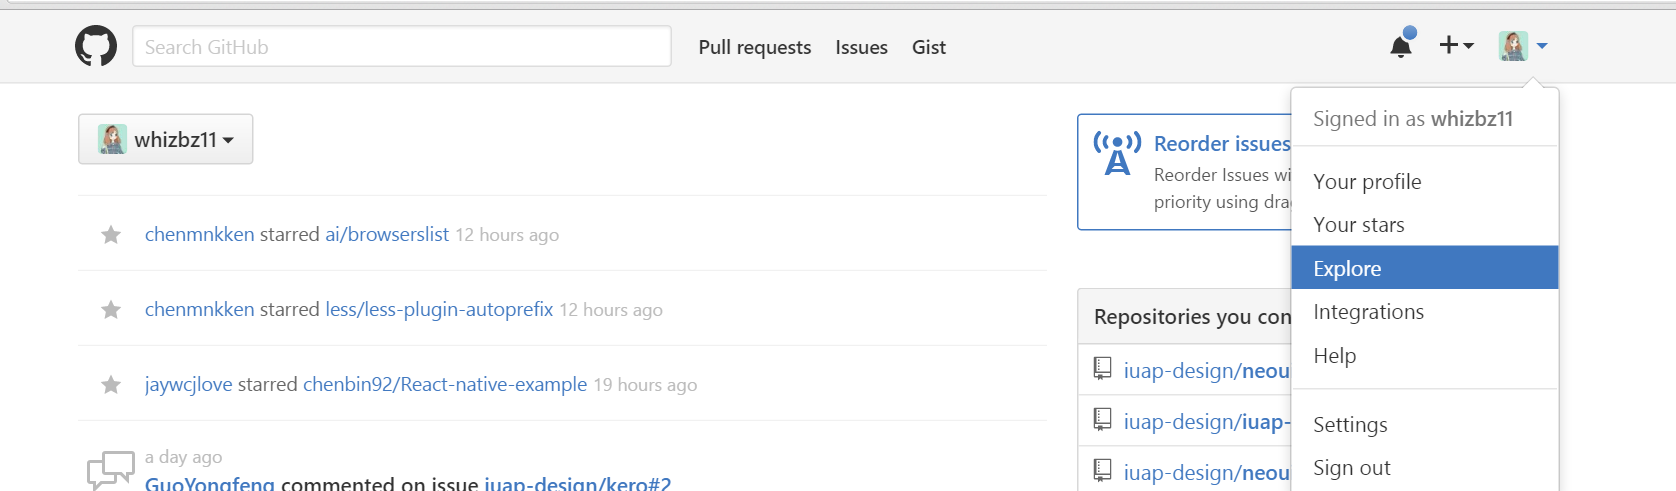 Search GitHub
Pull requests
Issues
Gist
Signed in as whizbz11
Your profile
Your stars
Explore
Integrations
Help
Settings
Sign out
whizbz11
chenmnkken starred ai/browserslist 12 hours ago
chenmnkken starred less/less-plugin-autoprefix 12 hours ago
jaywcjlove starred chenbin92/React-native-example 19 hours ago
a day ago
GuoYongfeng commented on issue iuap-design/kero#2
Reorder issues
Reorder Issues wi
priority using drag
Repositories you con
iuap-design/neou
iuap-design/iuap-
iuap-design/neou